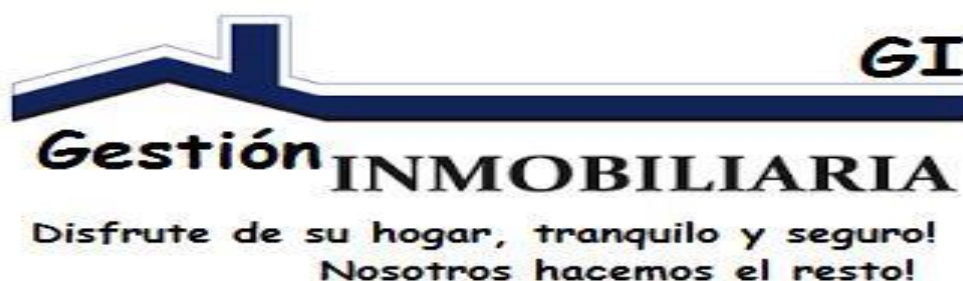 GI
Gestión INMOBILIARIA
Disfrute de su hogar, tranquilo y seguro!
Nosotros hacemos el resto!